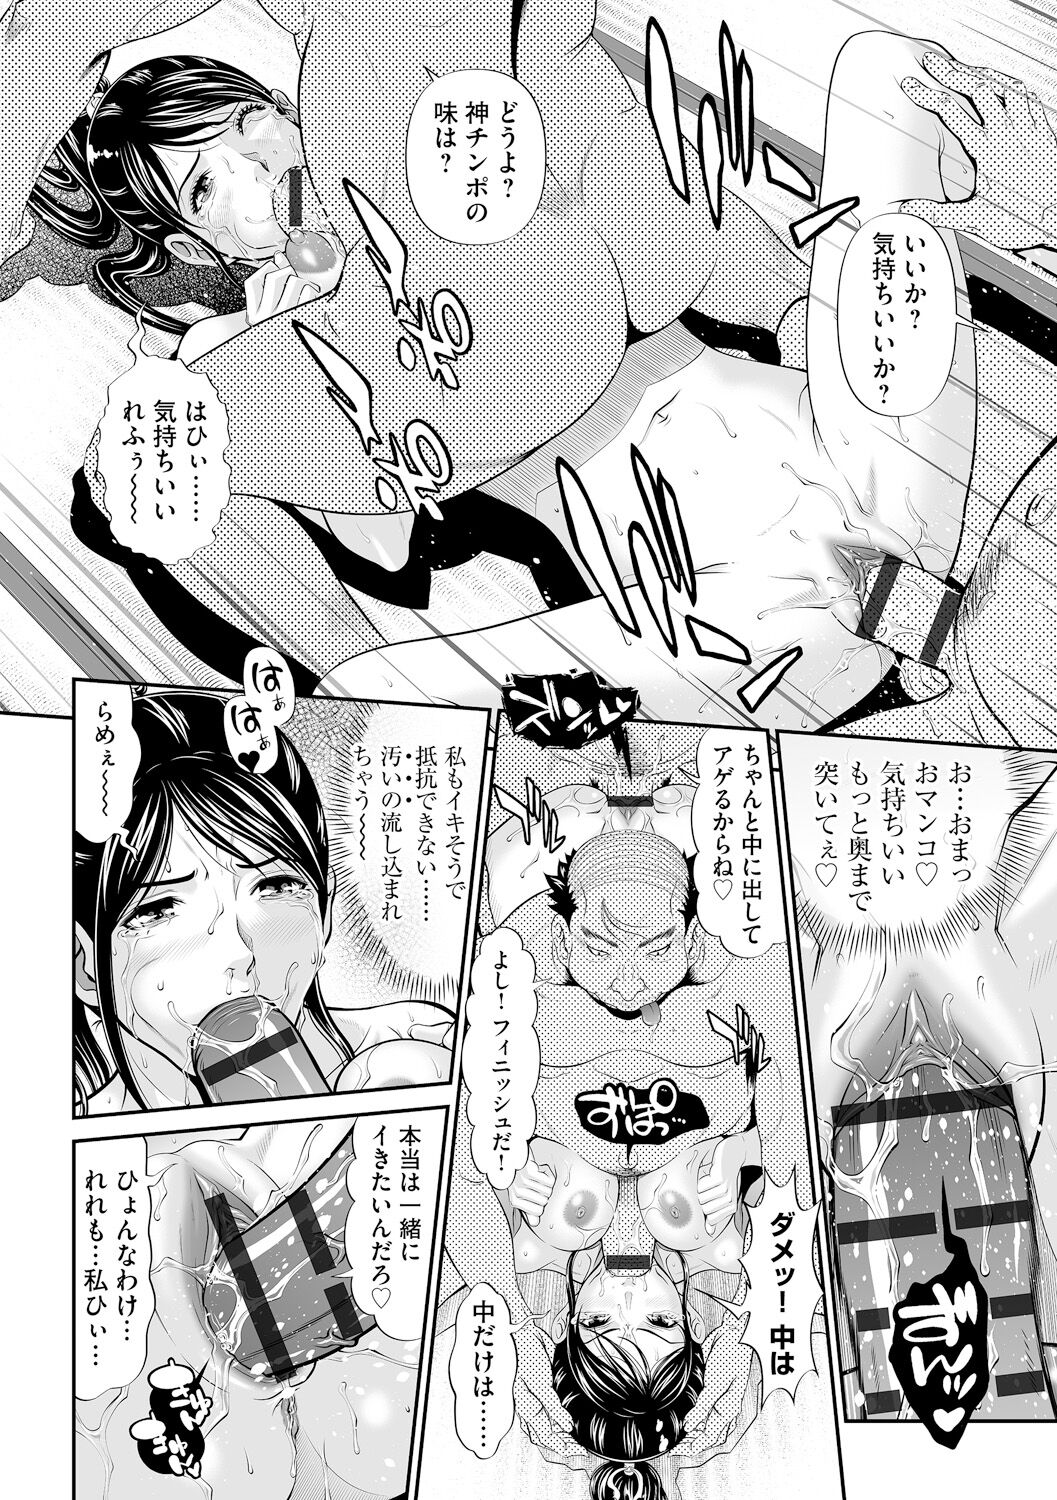 いいか？
気持ちいいか？
どうよ？
神チンポの
味は？
はひぃ……
気持ちいい
れふぅ～～
お…おまっ
おマンコ♡
気持ちいい
もっと奥まで
突いてぇ♡
ちゃんと中に出して
アゲるからね♡
よし！フィニッシュだ！
ずぼっ
ダメッ！中は
中だけは……
私もイキそうで
抵抗できない……
汚いの流し込まれ
ちゃう～～
はぁ
はぁ♥
らめぇ～～
本当は一緒に
イきたいんだろ♡
ひょんなわけ…
れれも…私ひぃ…